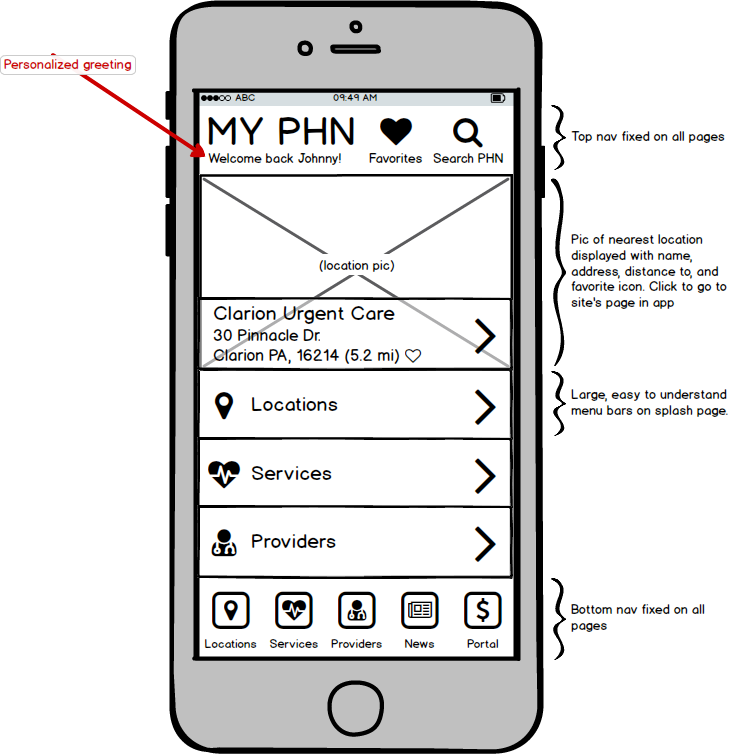 Personalized greeting
ABC 09:49 AM
MY PHN
Welcome back Johnny! Favorites Search PHN
Top nav fixed on all pages
(location pic)
Pic of nearest location
displayed with name,
address, distance to, and
favorite icon. Click to go to
site's page in app
Clarion Urgent Care
30 Pinnacle Dr.
Clarion PA, 16214 (5.2 mi)
Locations
Large, easy to understand
menu bars on splash page.
Services
Providers
$
Locations Services Providers News Portal
Bottom nav fixed on all
pages